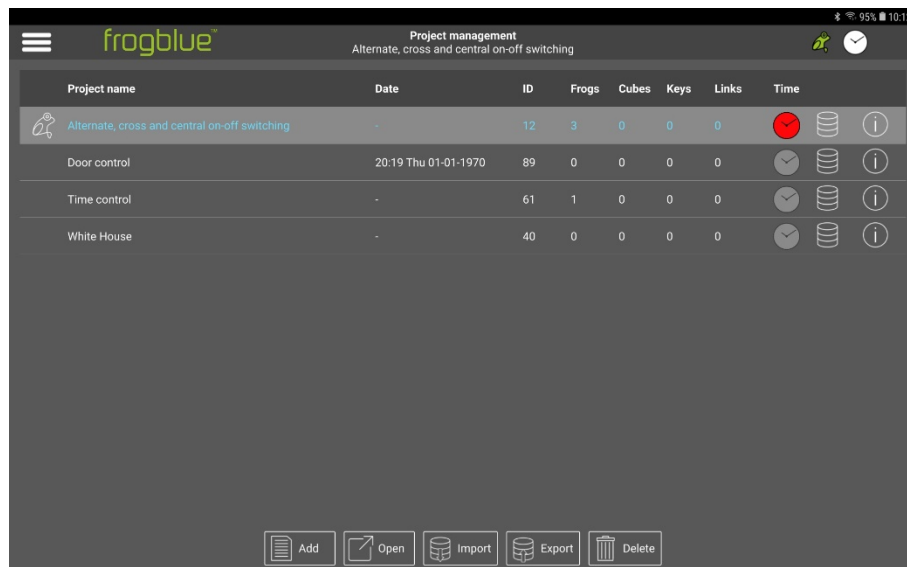 95% 10:1
frogblue™
Project management
Alternate, cross and central on-off switching
Project name Date ID Frogs Cubes Keys Links Time
Alternate, cross and central on-off switching - 12 3 0 0 0
Door control 20:19 Thu 01-01-1970 89 0 0 0 0
Time control - 61 1 0 0 0
White House - 40 0 0 0 0
Add Open Import Export Delete